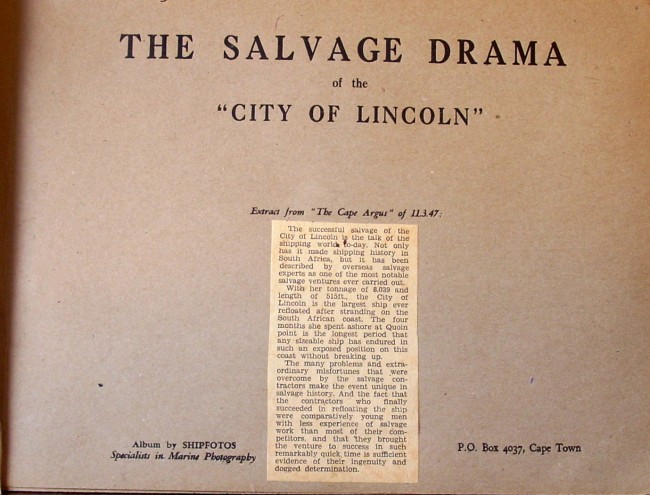 THE SALVAGE DRAMA
of the
"CITY OF LINCOLN"
Extract from "The Cape Argus" of 11.3.47:
The successful salvage of the
City of Lincoln is the talk of the
shipping world to-day. Not only
has it made shipping history in
South Africa, but it has been
described by overseas salvage
experts as one of the most notable
salvage ventures ever carried out.
With her tonnage of 8,039 and
length of 515ft., the City of
Lincoln is the largest ship ever
refloated after stranding on the
South African coast. The four
months she spent ashore at Quoin
point is the longest period that
any sizeable ship has endured in
such an exposed position on this
coast without breaking up.
The many problems and extra-
ordinary misfortunes that were
overcome by the salvage con-
tractors make the event unique in
salvage history. And the fact that
the contractors who finally
succeeded in refloating the ship
were comparatively young men
with less experience of salvage
work than most of their com-
petitors, and that they brought
the venture to success in such
remarkably quick time is sufficient
evidence of their ingenuity and
dogged determination.
Album by SHIPFOTOS
Specialists in Marine Photography
P.O. Box 4037, Cape Town